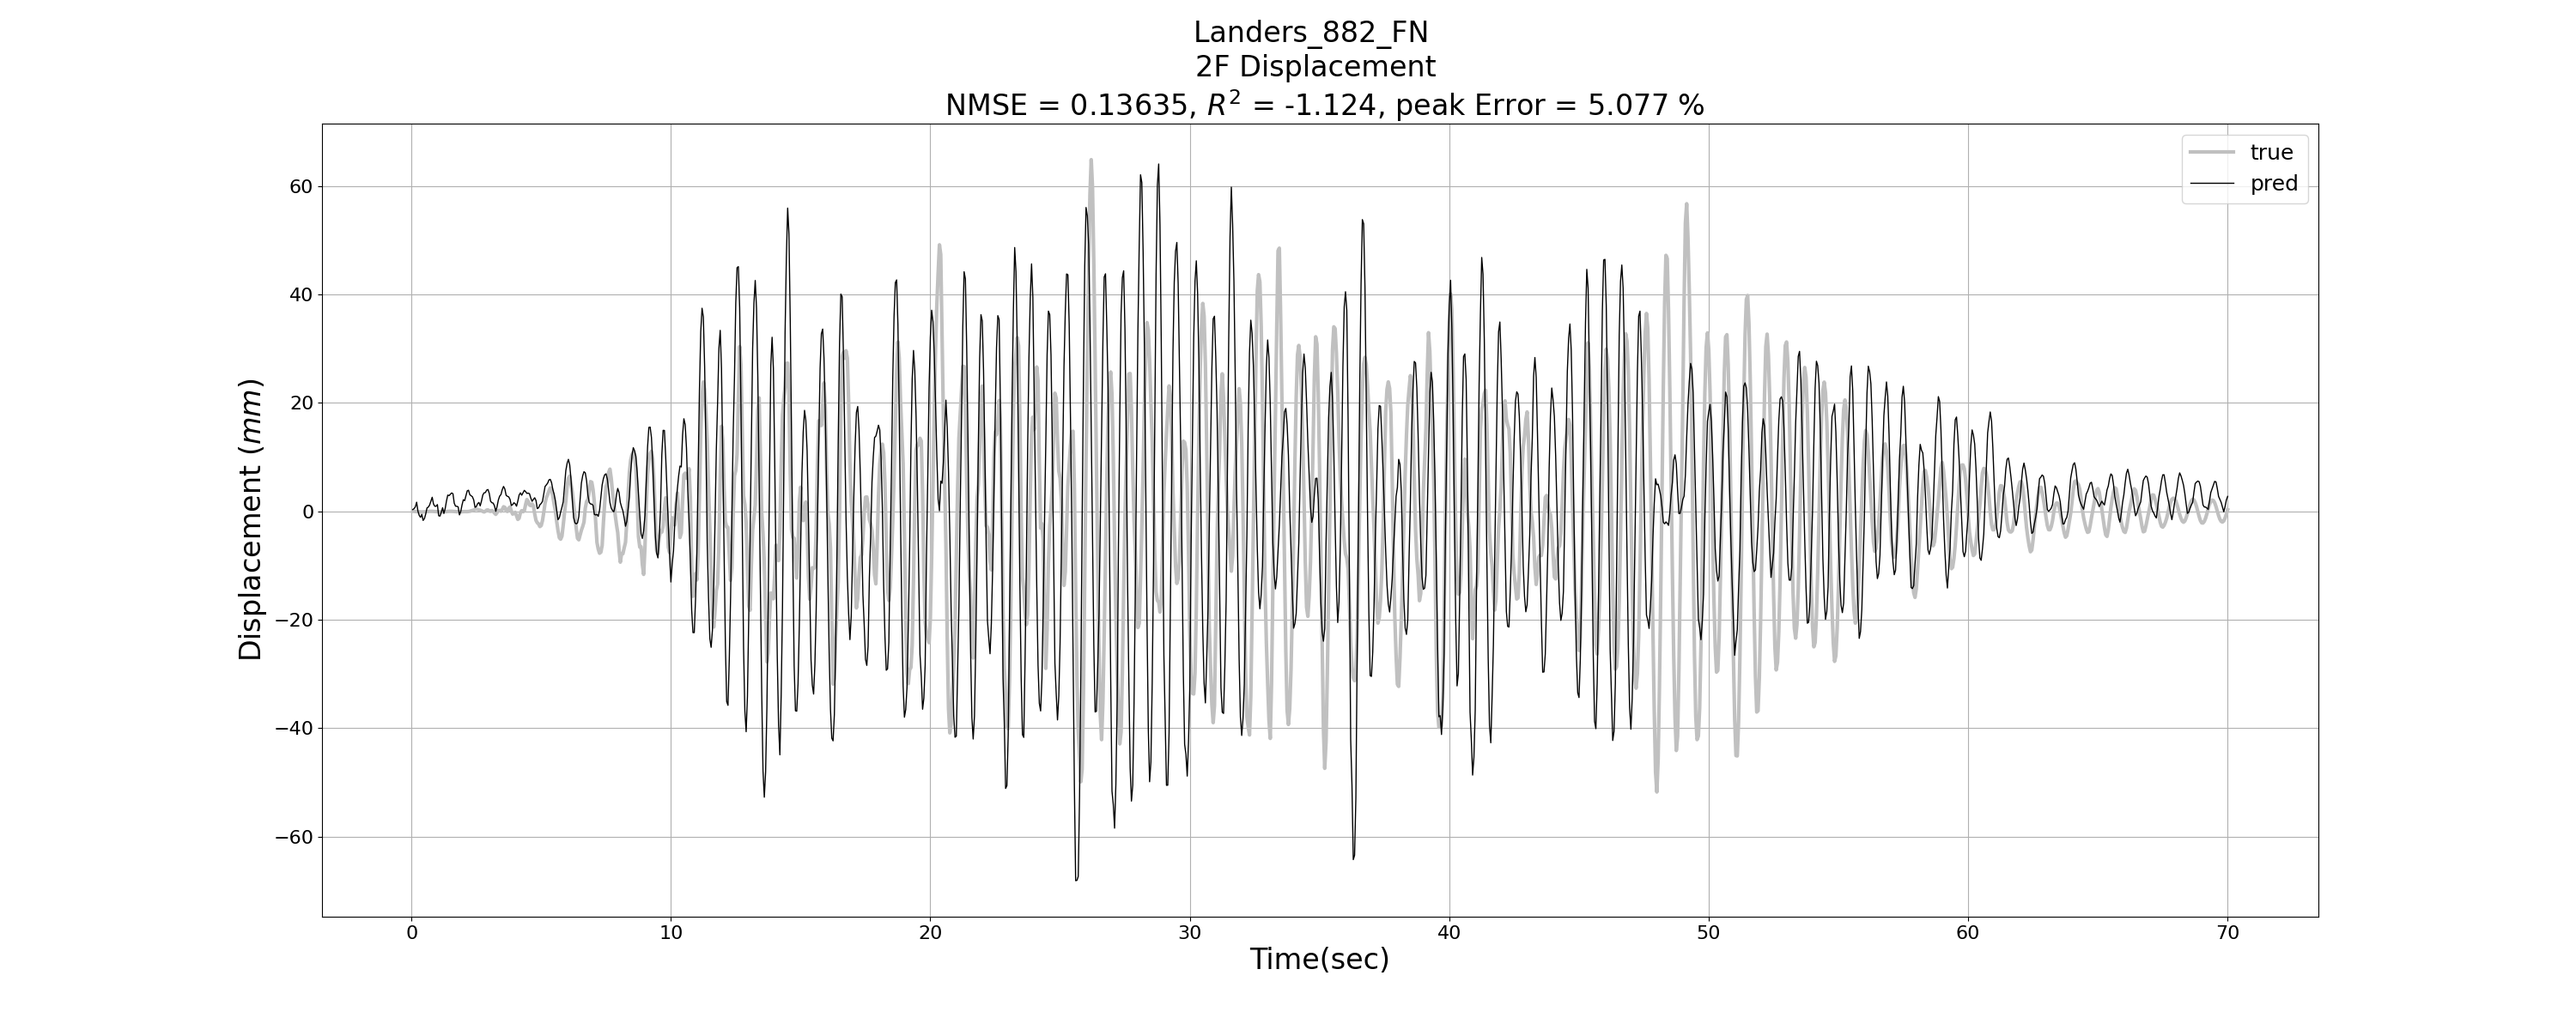 Landers_882_FN
2F Displacement
NMSE = 0.13635, R² = -1.124, peak Error = 5.077 %
true
pred
60
40
20
0
−20
−40
−60
Displacement (mm)
0 10 20 30 40 50 60 70
Time(sec)